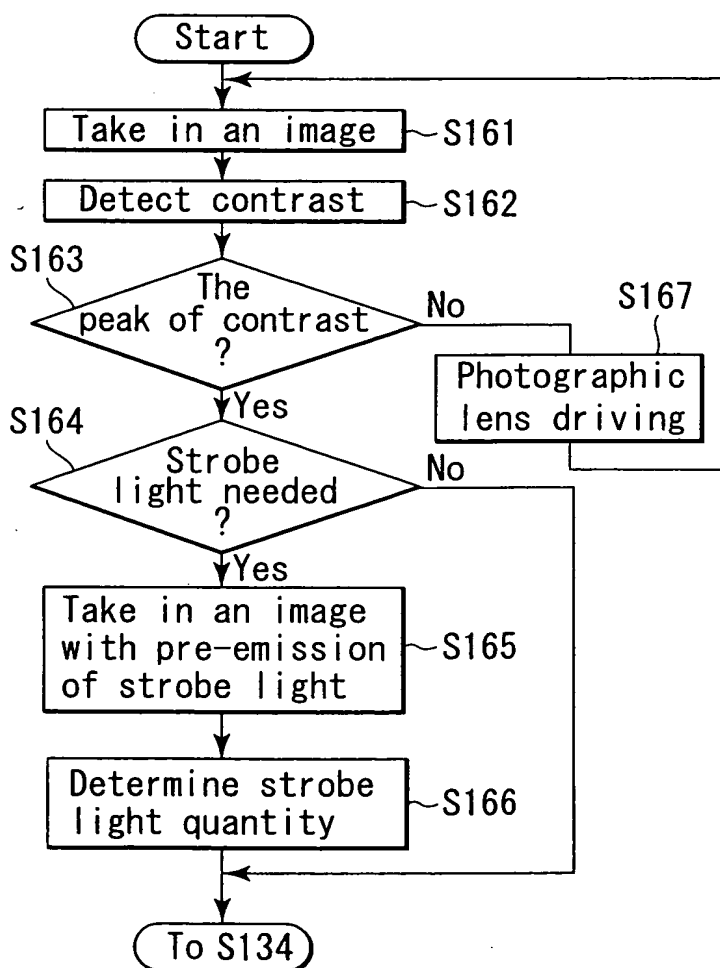 Start
Take in an image
S161
Detect contrast
S162
S163
The
peak of contrast
?
No
S167
Photographic
lens driving
Yes
S164
Strobe
light needed
?
No
Yes
Take in an image
with pre-emission
of strobe light
S165
Determine strobe
light quantity
S166
To S134